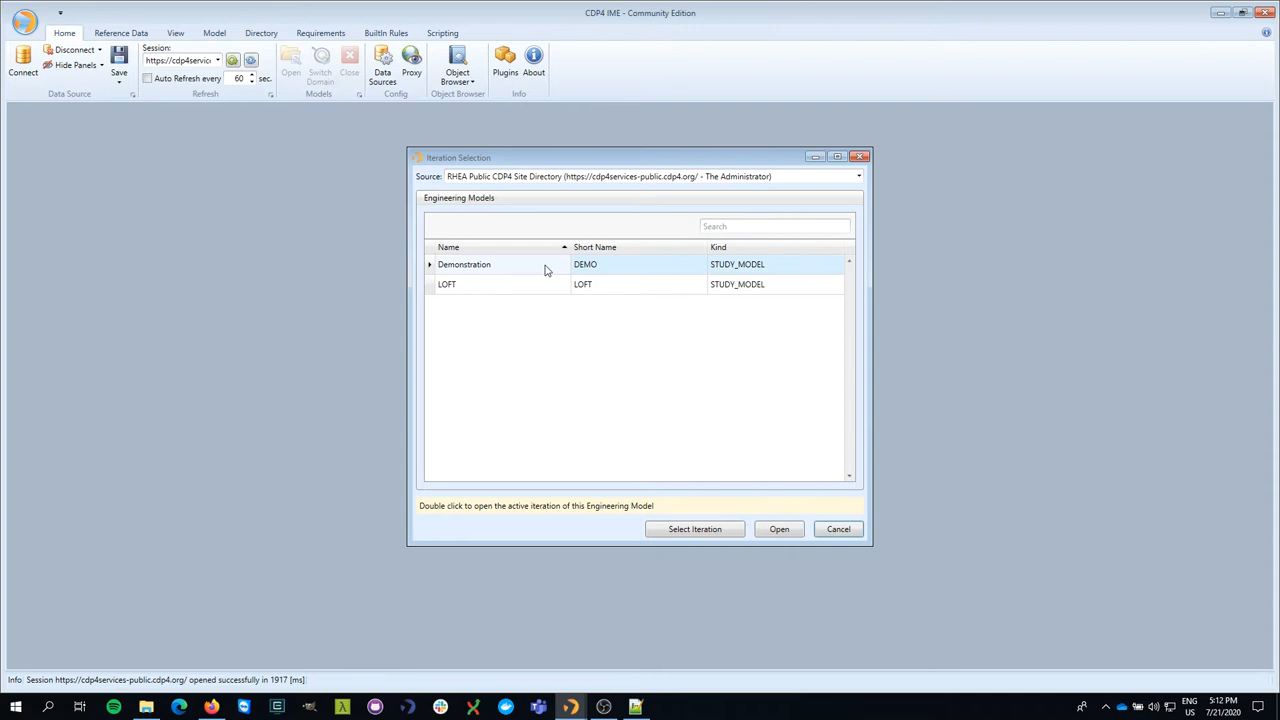 CDP4 IME - Community Edition
Home Reference Data View Model Directory Requirements BuiltIn Rules Scripting
Connect
Disconnect
Hide Panels
Save
Session:
https://cdp4servic
Auto Refresh every 60 sec.
Open
Switch Domain
Close
Data Sources
Proxy
Object Browser
Plugins
About
Data Source Refresh Models Config Object Browser Info
Iteration Selection
Source: RHEA Public CDP4 Site Directory (https://cdp4services-public.cdp4.org/ - The Administrator)
Engineering Models
Search
Name Short Name Kind
Demonstration DEMO STUDY_MODEL
LOFT LOFT STUDY_MODEL
Double click to open the active iteration of this Engineering Model
Select Iteration Open Cancel
Info: Session https://cdp4services-public.cdp4.org/ opened successfully in 1917 [ms]
ENG 5:12 PM
US 7/21/2020